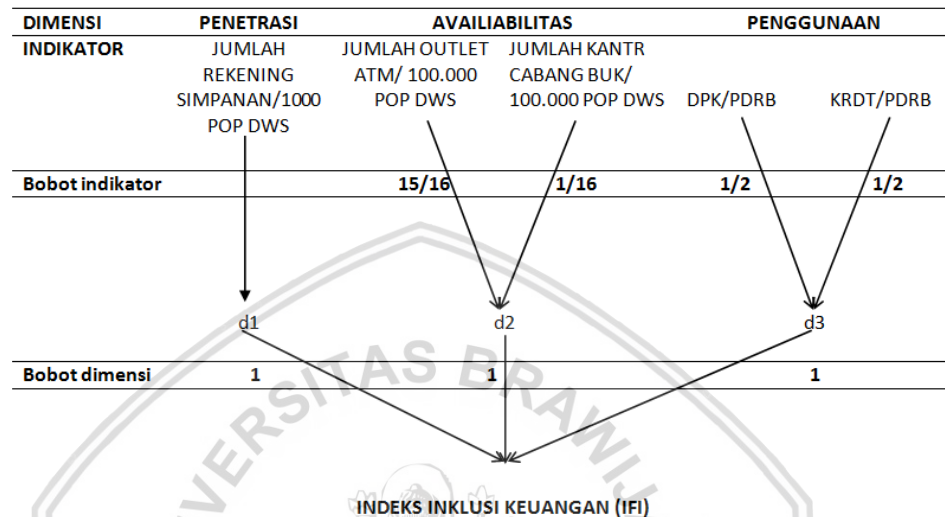 DIMENSI PENETRASI AVAILIABILITAS PENGGUNAAN
INDIKATOR JUMLAH JUMLAH OUTLET JUMLAH KANTR
REKENING ATM/ 100.000 CABANG BUK/
SIMPANAN/1000 POP DWS 100.000 POP DWS DPK/PDRB KRDT/PDRB
POP DWS
Bobot indikator 15/16 1/16 1/2 1/2
d1 d2 d3
Bobot dimensi 1 1 1
INDEKS INKLUSI KEUANGAN (IFI)
VERSITAS BRAWIJ